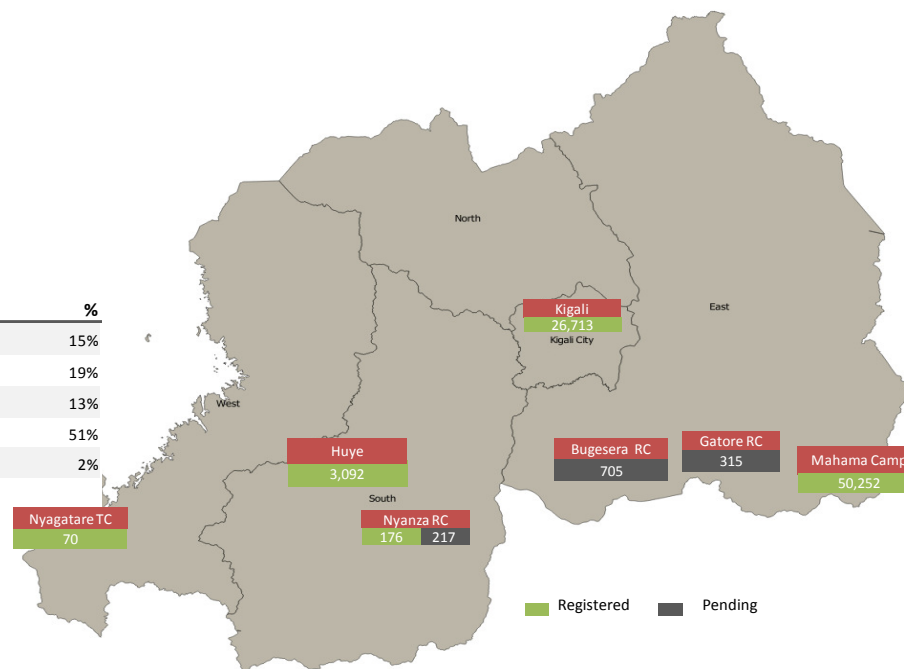 North
%
15%
19%
13%
51%
2%
Kigali
26,713
Kigali City
East
West
Huye
3,092
South
Bugesera RC
705
Gatore RC
315
Mahama Camp
50,252
Nyagatare TC
70
Nyanza RC
176 217
Registered Pending